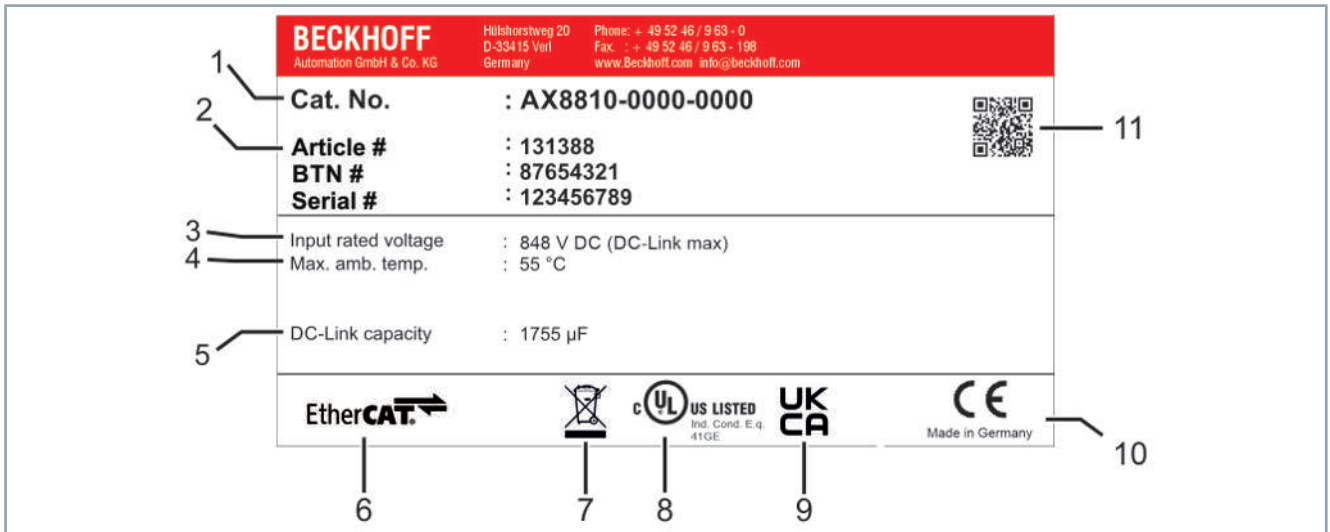 BECKHOFF
Automation GmbH & Co. KG
Hülshorstweg 20
D-33415 Verl
Germany
Phone: + 49 52 46 / 9 63 - 0
Fax. : + 49 52 46 / 9 63 - 198
www.Beckhoff.com info@beckhoff.com
1
Cat. No. : AX8810-0000-0000
2
11
Article # : 131388
BTN # : 87654321
Serial # : 123456789
3
Input rated voltage : 848 V DC (DC-Link max)
4
Max. amb. temp. : 55 °C
5
DC-Link capacity : 1755 µF
EtherCAT.
C UL US LISTED
Ind. Cond. E.q.
41GE
UK
CA
CE
Made in Germany
10
6
7
8
9